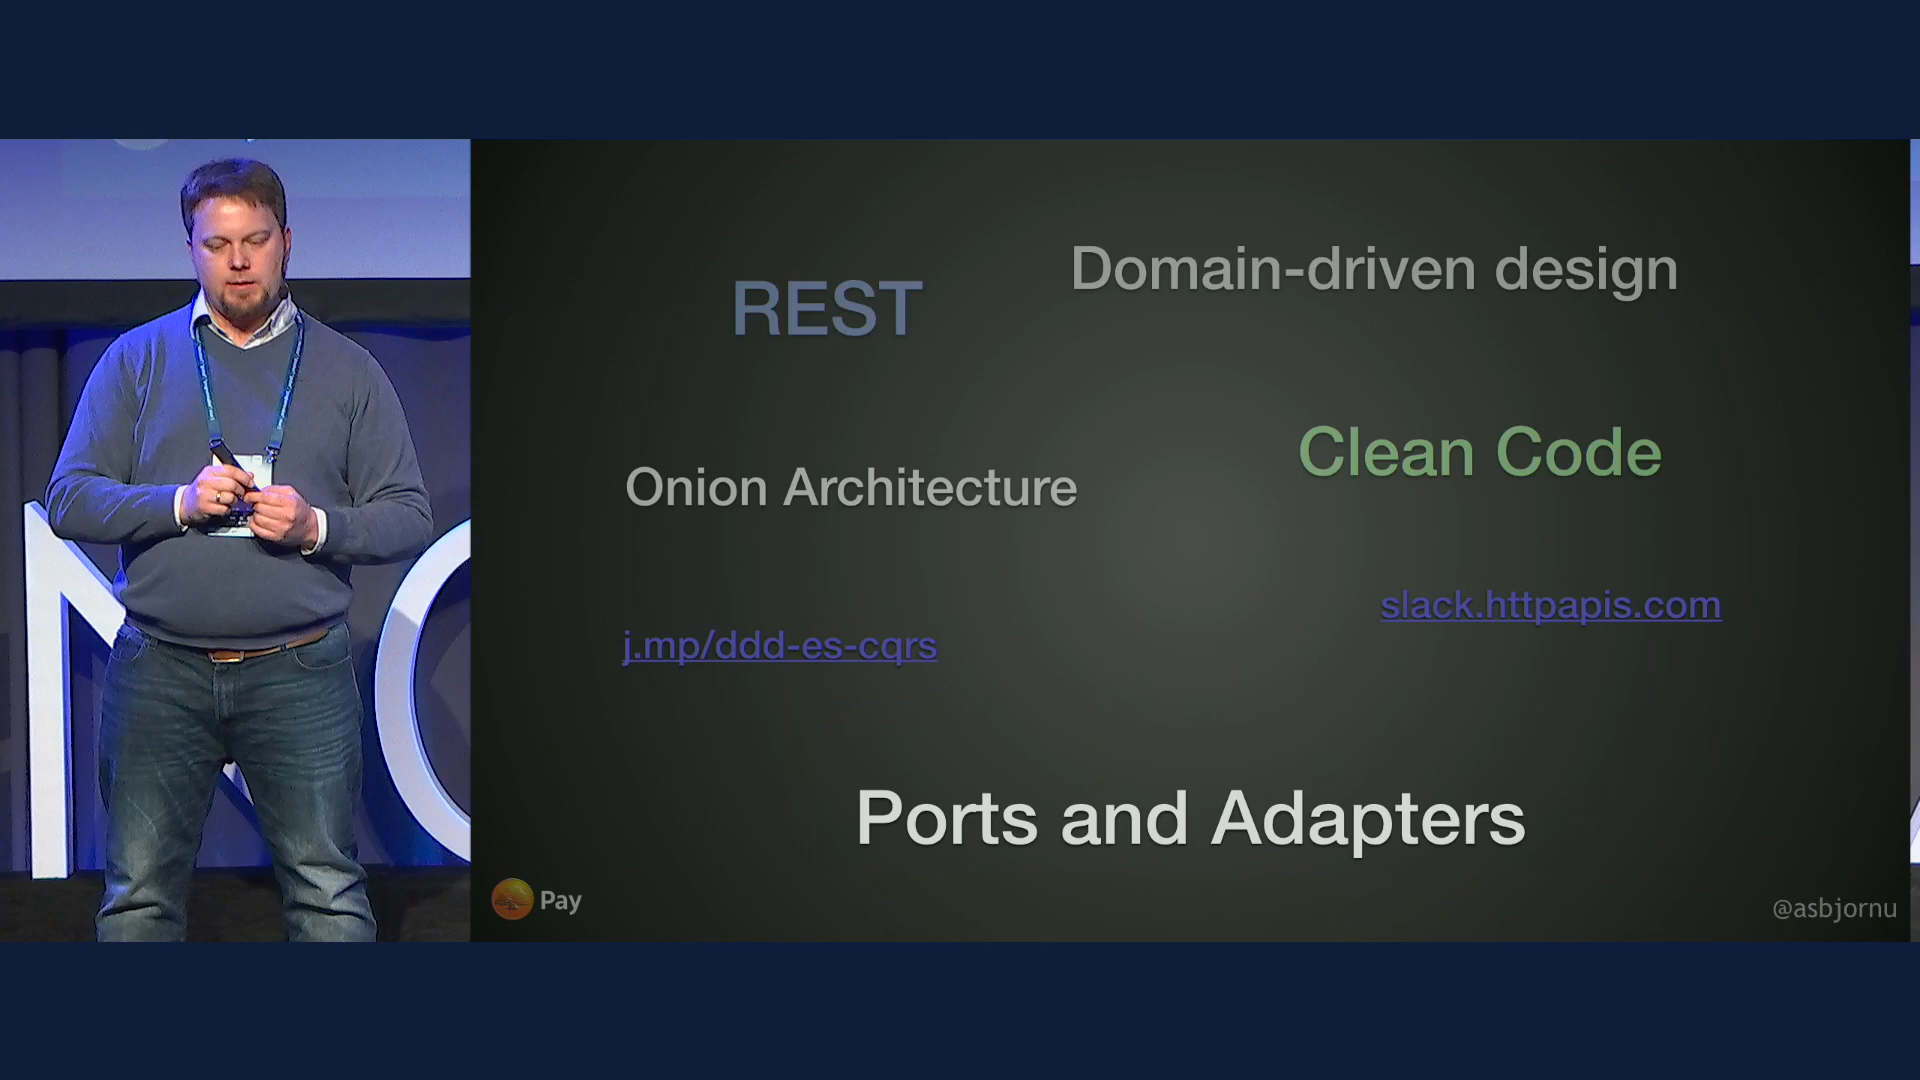 Domain-driven design
REST
Clean Code
Onion Architecture
slack.httpapis.com
j.mp/ddd-es-cqrs
Ports and Adapters
Pay
@asbjornu